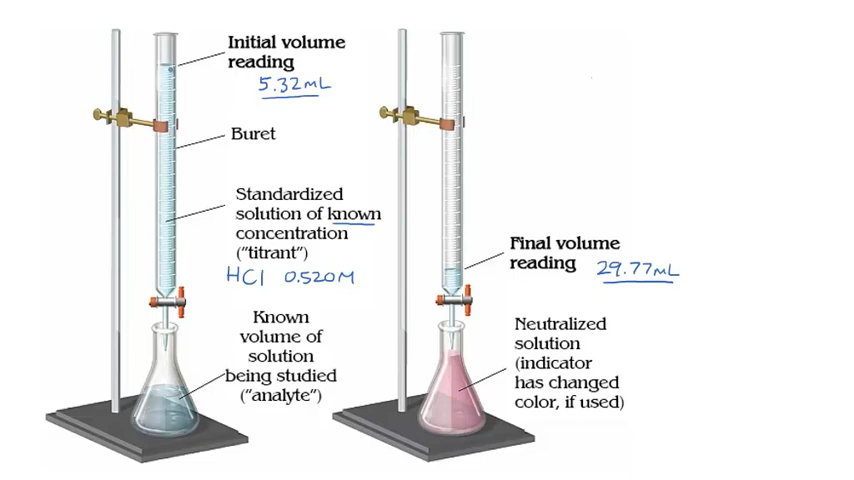 Initial volume
reading
5.32mL
Buret
Standardized
solution of known
concentration
("titrant")
HCl 0.520M
Known
volume of
solution
being studied
("analyte")
Final volume
reading 29.77mL
Neutralized
solution
(indicator
has changed
color, if used)